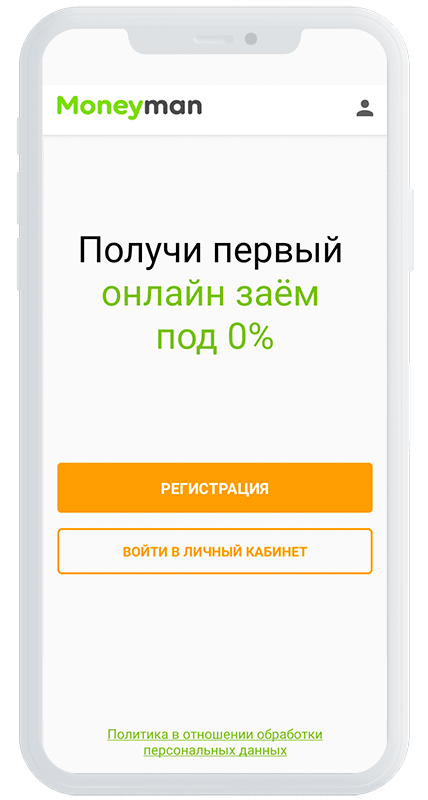 Moneyman
Получи первый
онлайн заём
под 0%
РЕГИСТРАЦИЯ
ВОЙТИ В ЛИЧНЫЙ КАБИНЕТ
Политика в отношении обработки
персональных данных